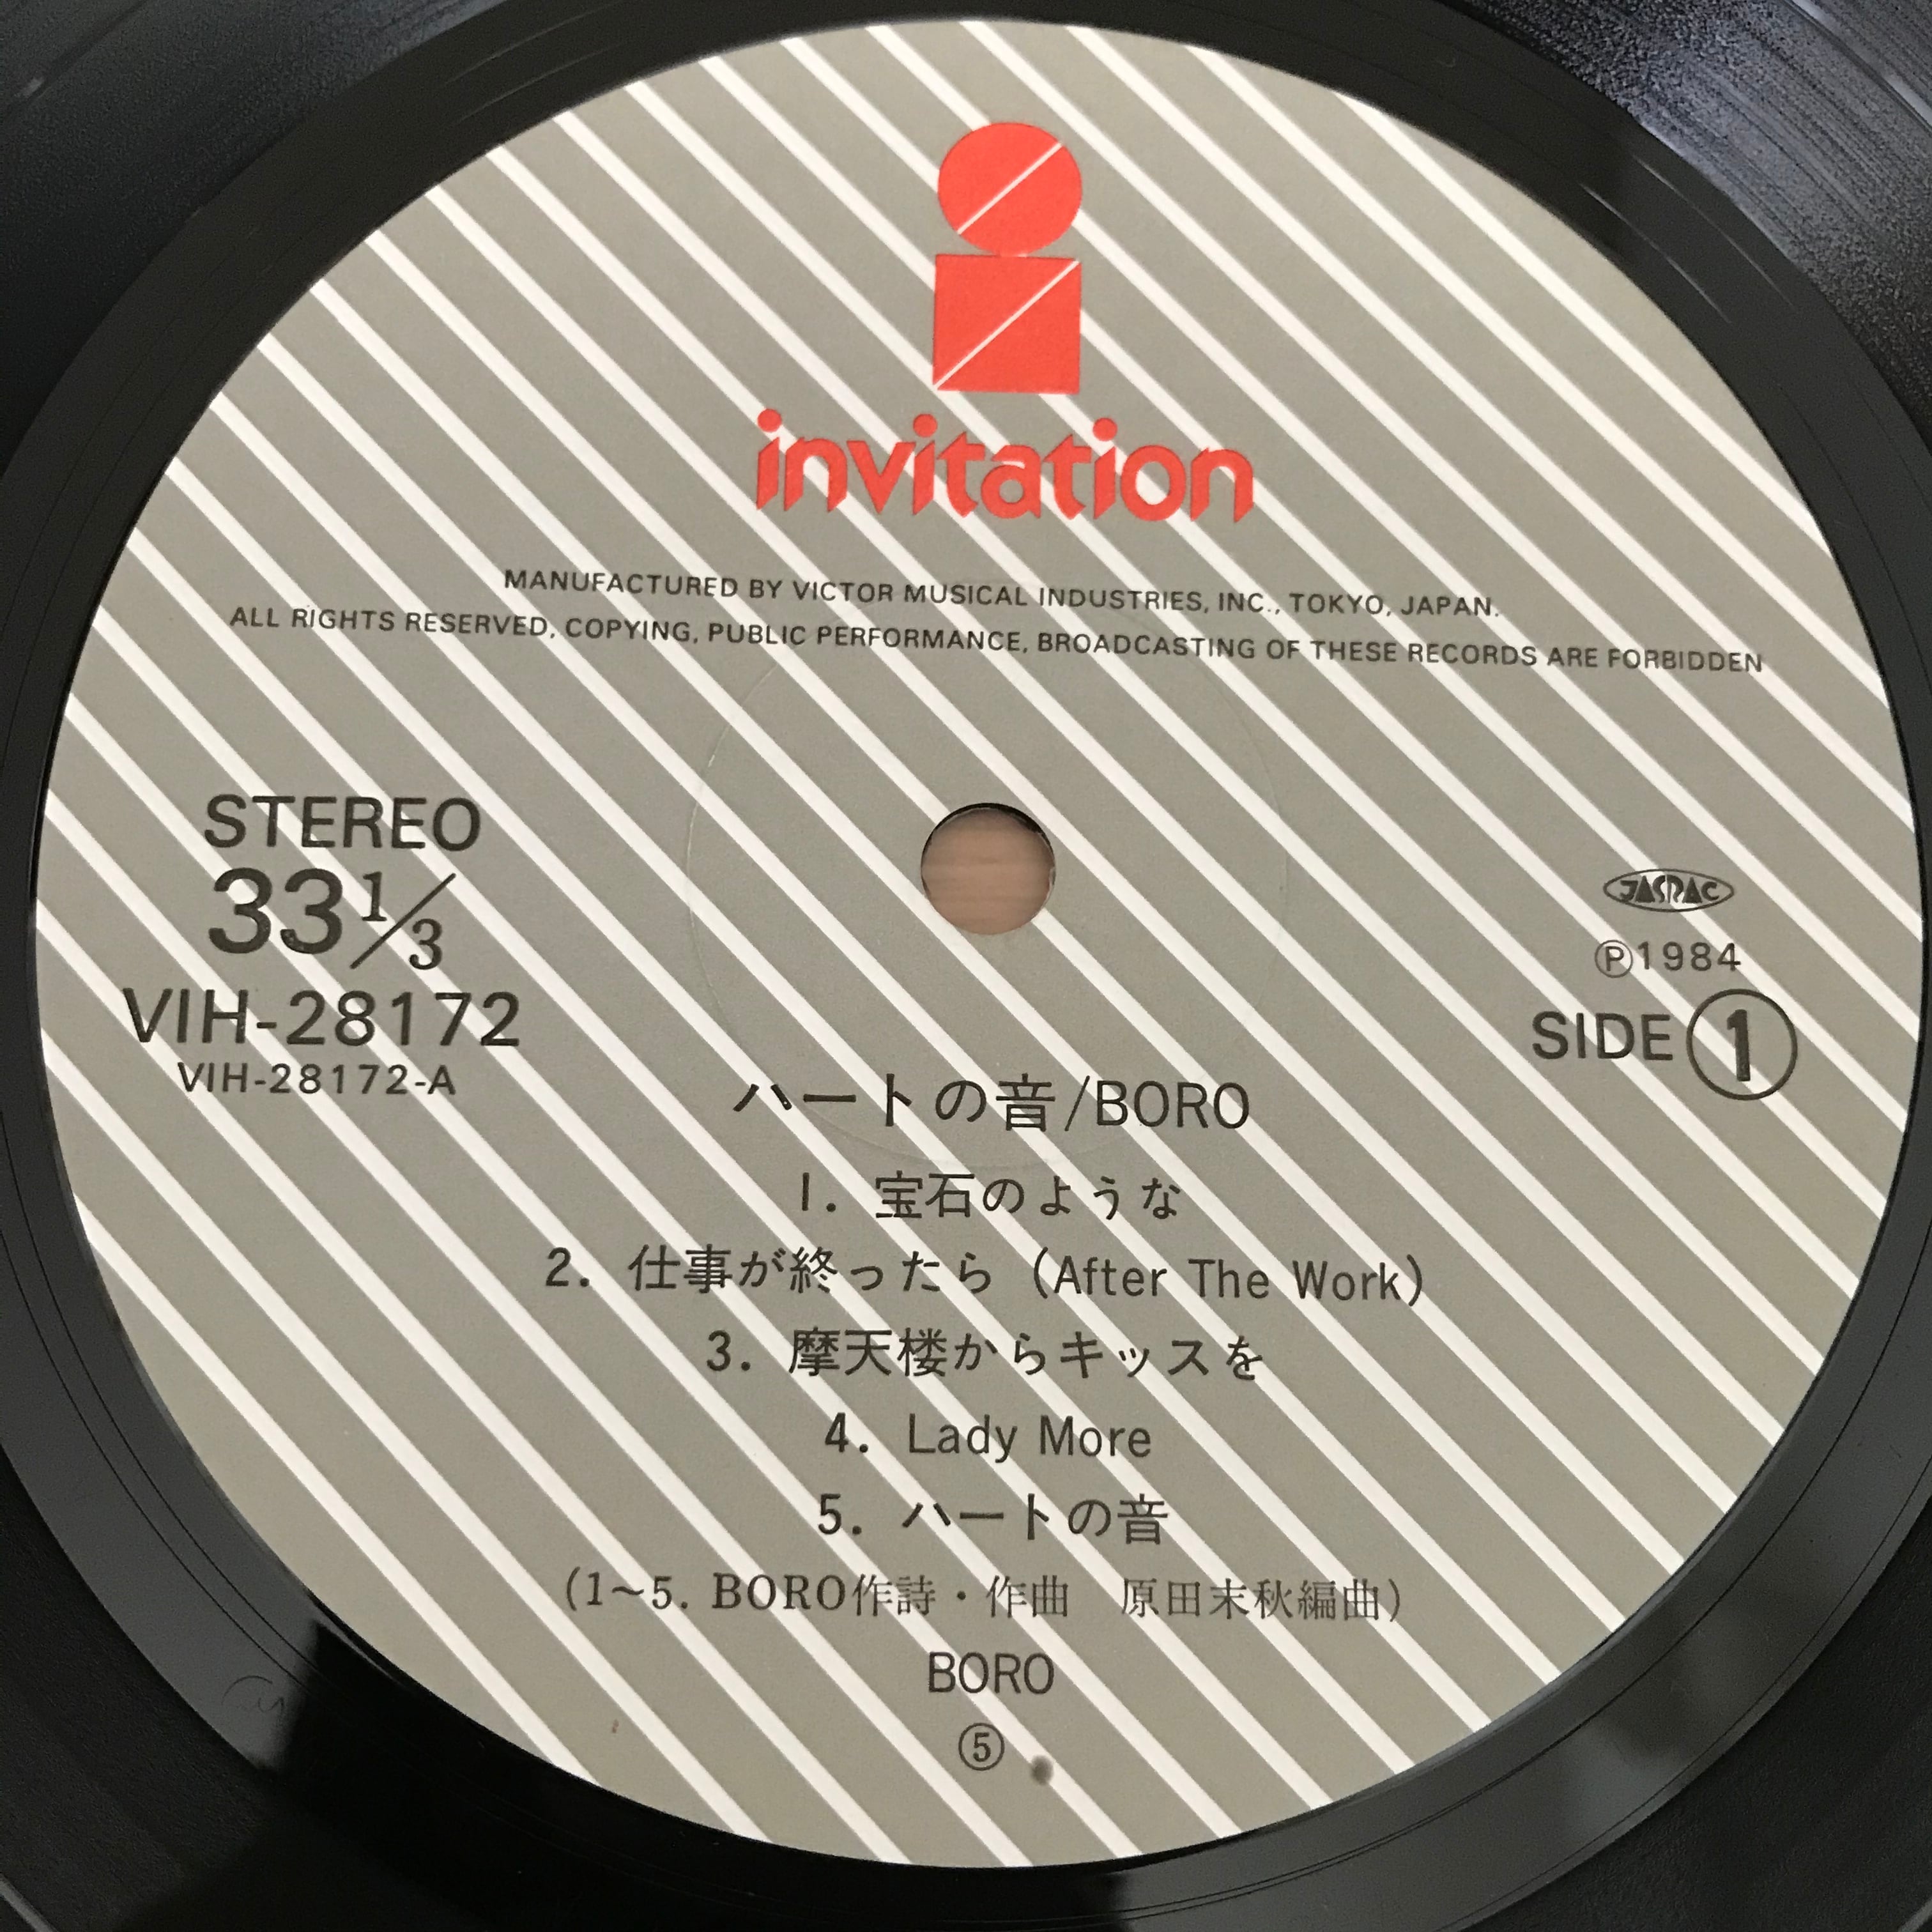 invitation
MANUFACTURED BY VICTOR MUSICAL INDUSTRIES, INC., TOKYO, JAPAN.
ALL RIGHTS RESERVED, COPYING, PUBLIC PERFORMANCE, BROADCASTING OF THESE RECORDS ARE FORBIDDEN
STEREO
33 1/3
VIH-28172
VIH-28172-A
JASRAC
Ⓟ1984
SIDE ①
ハートの音/BORO
1. 宝石のような
2. 仕事が終ったら (After The Work)
3. 摩天楼からキッスを
4. Lady More
5. ハートの音
(1〜5. BORO作詩・作曲　原田末秋編曲)
BORO
⑤